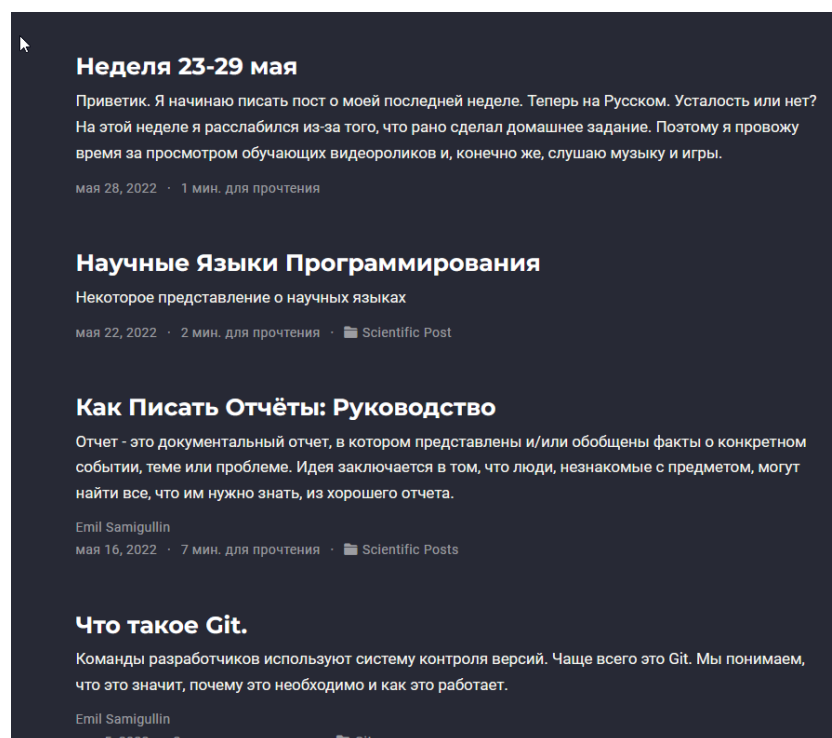 Неделя 23-29 мая
Приветик. Я начинаю писать пост о моей последней неделе. Теперь на Русском. Усталость или нет?
На этой неделе я расслабился из-за того, что рано сделал домашнее задание. Поэтому я провожу
время за просмотром обучающих видеороликов и, конечно же, слушаю музыку и игры.
мая 28, 2022 · 1 мин. для прочтения
Научные Языки Программирования
Некоторое представление о научных языках
мая 22, 2022 · 2 мин. для прочтения · Scientific Post
Как Писать Отчёты: Руководство
Отчет - это документальный отчет, в котором представлены и/или обобщены факты о конкретном
событии, теме или проблеме. Идея заключается в том, что люди, незнакомые с предметом, могут
найти все, что им нужно знать, из хорошего отчета.
Emil Samigullin
мая 16, 2022 · 7 мин. для прочтения · Scientific Posts
Что такое Git.
Команды разработчиков используют систему контроля версий. Чаще всего это Git. Мы понимаем,
что это значит, почему это необходимо и как это работает.
Emil Samigullin